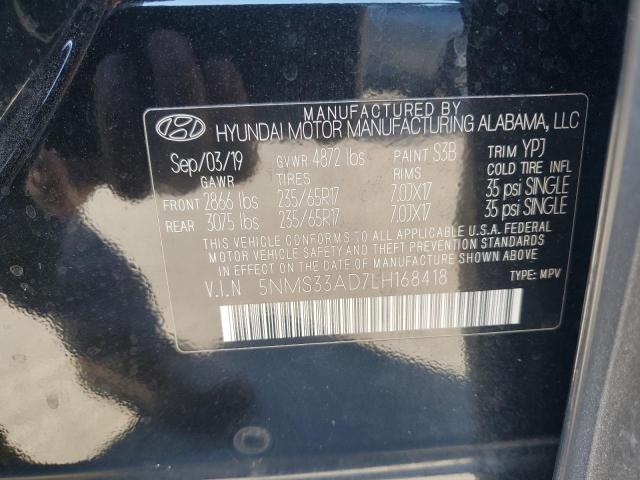 MANUFACTURED BY
HYUNDAI MOTOR MANUFACTURING ALABAMA, LLC
Sep/03/19 GVWR 4872 lbs PAINT S3B TRIM YPJ
GAWR TIRES RIMS COLD TIRE INFL
FRONT 2866 lbs 235/65R17 7.0JX17 35 psi SINGLE
REAR 3075 lbs 235/65R17 7.0JX17 35 psi SINGLE
THIS VEHICLE CONFORMS TO ALL APPLICABLE U.S.A. FEDERAL
MOTOR VEHICLE SAFETY, BUMPER, AND
THEFT PREVENTION STANDARDS
IN EFFECT ON THE DATE OF MANUFACTURE SHOWN ABOVE.
V.I.N 5NMS33AD7LH168418 TYPE: MPV